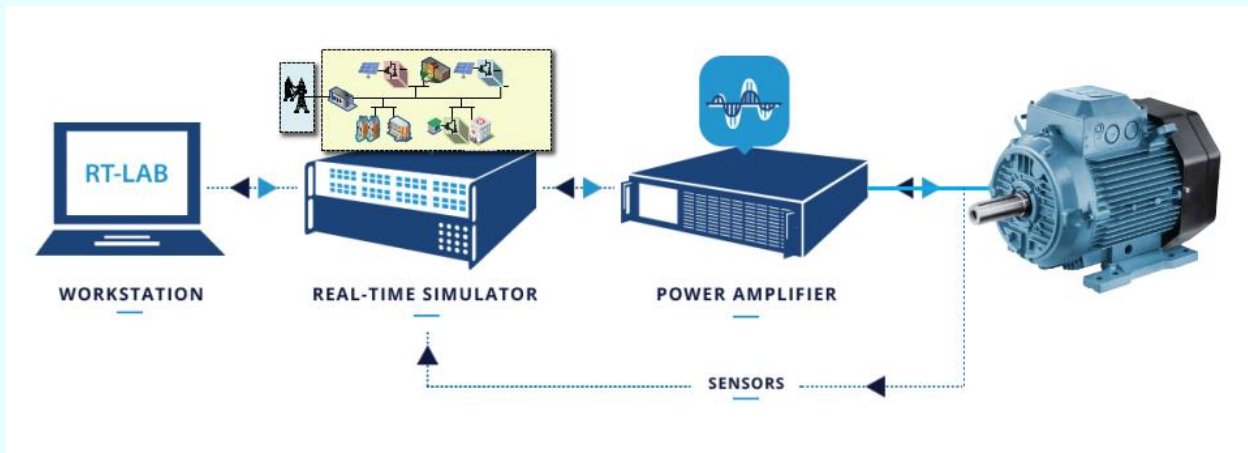 RT-LAB
WORKSTATION
REAL-TIME SIMULATOR
POWER AMPLIFIER
SENSORS